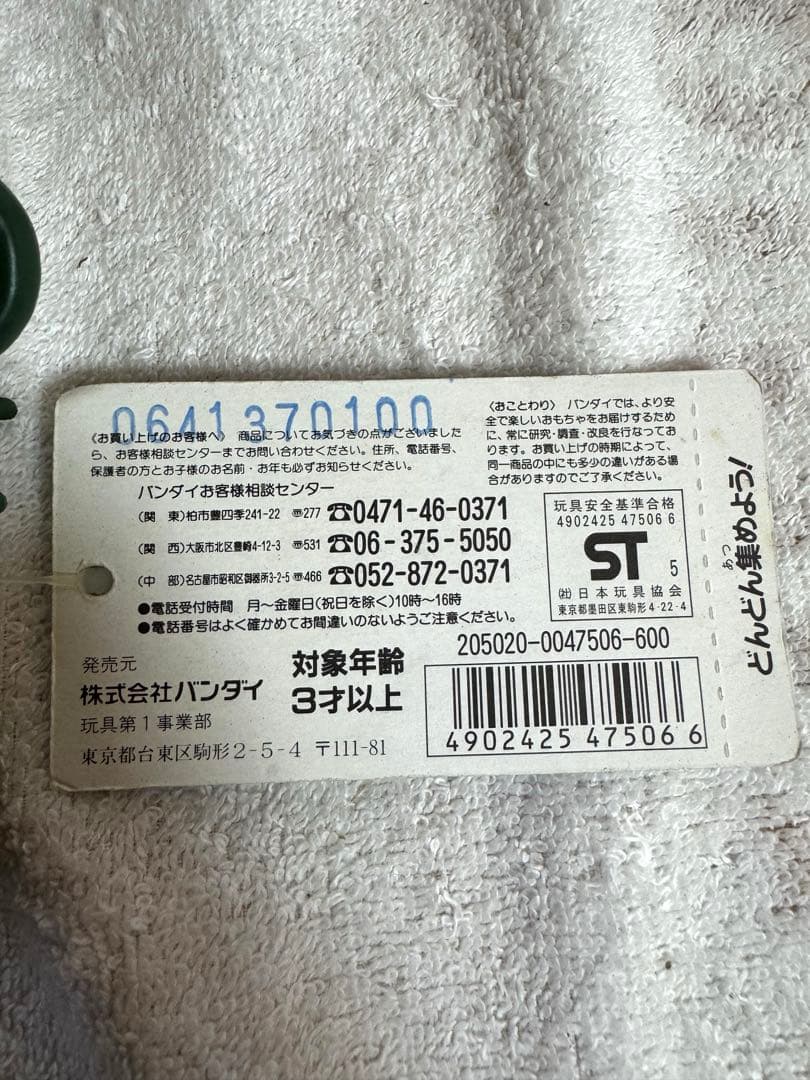 0641370100
《お買い上げのお客様へ》 商品についてお気づきの点がございました
ら、お客様相談センターまでお問い合わせください。住所、電話番号、
保護者の方とお子様のお名前・お年も必ずお知らせください。
バンダイお客様相談センター
(関 東)柏市豊四季241-22 〠277 ☎0471-46-0371
(関 西)大阪市北区豊崎4-12-3 〠531 ☎06-375-5050
(中 部)名古屋市昭和区御器所3-2-5 〠466 ☎052-872-0371
●電話受付時間 月~金曜日(祝日を除く)10時~16時
●電話番号はよく確かめてお間違いのないようご注意ください。
発売元
株式会社バンダイ
玩具第1事業部
東京都台東区駒形2-5-4 〒111-81
対象年齢
3才以上
〈おことわり〉 バンダイでは、より安
全で楽しいおもちゃをお届けするため
に、常に研究・調査・改良を行なってお
ります。お買い上げの時期によって、
同一商品の中にも多少の違いがある場
合がありますのでご了承ください。
玩具安全基準合格
4902425 47506 6
ST 5
(社)日本玩具協会
東京都墨田区東駒形4-22-4
205020-0047506-600
4902425 475066
どんどん集めよう!
あつ